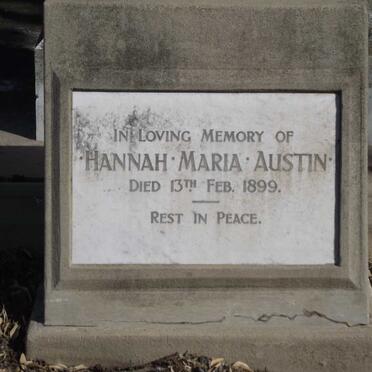 IN LOVING MEMORY OF
·HANNAH·MARIA·AUSTIN·
DIED 13TH FEB. 1899.
REST IN PEACE.